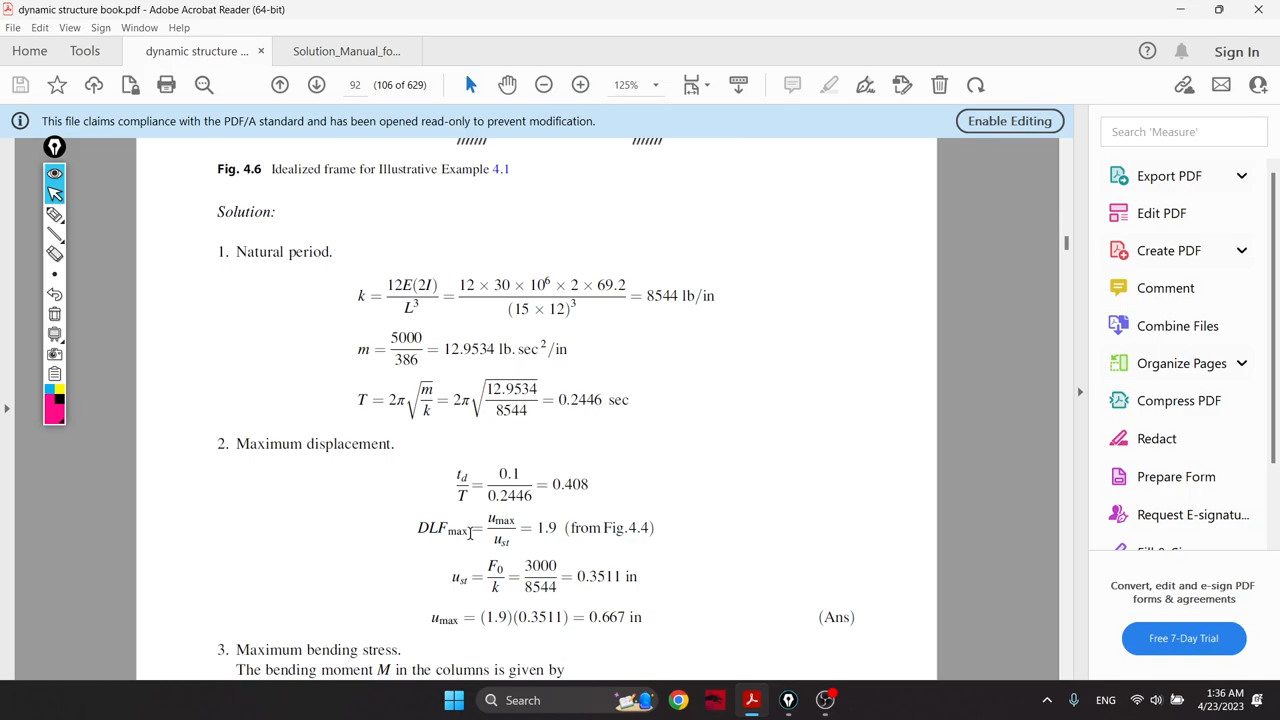 dynamic structure book.pdf - Adobe Acrobat Reader (64-bit)
File Edit View Sign Window Help
Home Tools dynamic structure ... × Solution_Manual_fo... Sign In
92 (106 of 629) 125%
This file claims compliance with the PDF/A standard and has been opened read-only to prevent modification. Enable Editing
Fig. 4.6 Idealized frame for Illustrative Example 4.1
Solution:
1. Natural period.
k = 12E(2I)/L³ = 12 × 30 × 10⁶ × 2 × 69.2/(15 × 12)³ = 8544 lb/in
m = 5000/386 = 12.9534 lb. sec²/in
T = 2π√(m/k) = 2π√(12.9534/8544) = 0.2446 sec
2. Maximum displacement.
t_d/T = 0.1/0.2446 = 0.408
DLF_max = u_max/u_st = 1.9 (from Fig.4.4)
u_st = F₀/k = 3000/8544 = 0.3511 in
u_max = (1.9)(0.3511) = 0.667 in (Ans)
3. Maximum bending stress.
The bending moment M in the columns is given by
Search 'Measure'
Export PDF
Edit PDF
Create PDF
Comment
Combine Files
Organize Pages
Compress PDF
Redact
Prepare Form
Request E-signatu...
Convert, edit and e-sign PDF
forms & agreements
Free 7-Day Trial
Search
ENG
1:36 AM
4/23/2023